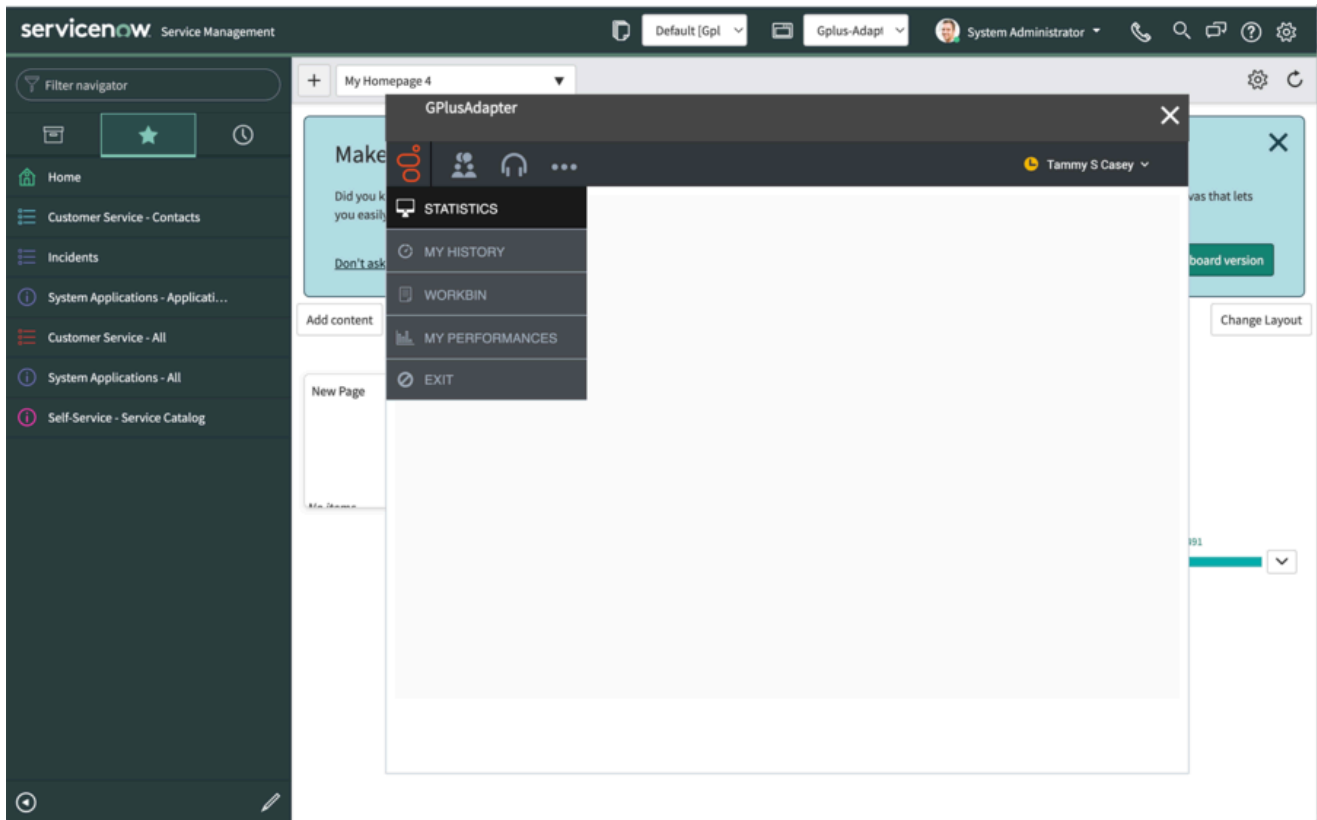 servicenow Service Management
Default [Gpl
Gplus-Adapt
System Administrator
Filter navigator
My Homepage 4
GPlusAdapter
Make
Tammy S Casey
Home
Did you k
vas that lets
STATISTICS
Customer Service - Contacts
you easily
MY HISTORY
Incidents
Don't ask
board version
WORKBIN
System Applications - Applicati...
Add content
Change Layout
Customer Service - All
MY PERFORMANCES
System Applications - All
EXIT
New Page
Self-Service - Service Catalog
No items